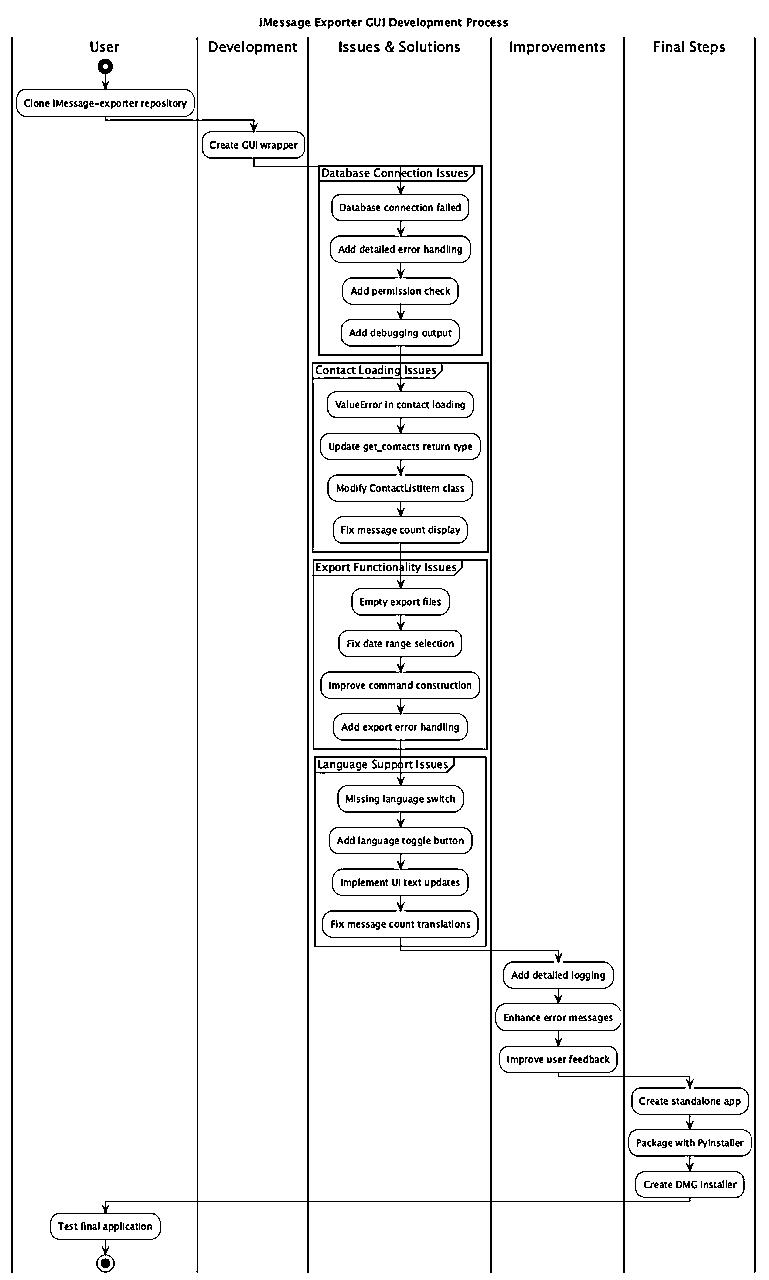 iMessage Exporter GUI Development Process
User
Development
Issues & Solutions
Improvements
Final Steps
Clone iMessage-exporter repository
Create GUI wrapper
Database Connection Issues
Database connection failed
Add detailed error handling
Add permission check
Add debugging output
Contact Loading Issues
ValueError in contact loading
Update get_contacts return type
Modify ContactListItem class
Fix message count display
Export Functionality Issues
Empty export files
Fix date range selection
Improve command construction
Add export error handling
Language Support Issues
Missing language switch
Add language toggle button
Implement UI text updates
Fix message count translations
Add detailed logging
Enhance error messages
Improve user feedback
Create standalone app
Package with PyInstaller
Create DMG installer
Test final application